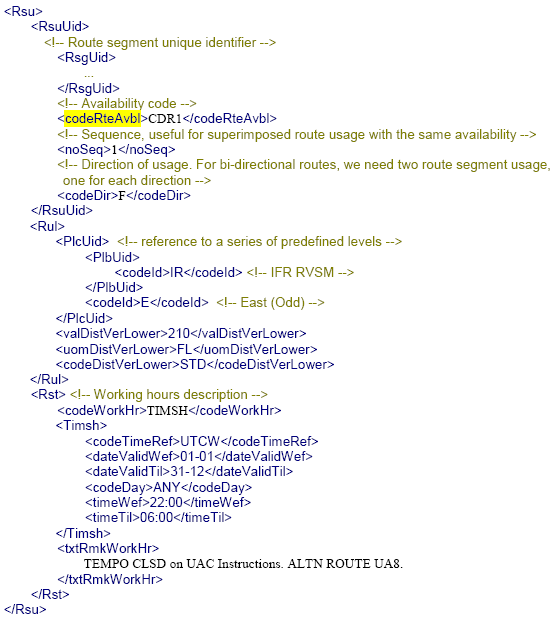 <Rsu>
<RsuUid>
<!-- Route segment unique identifier -->
<RsgUid>
...
</RsgUid>
<!-- Availability code -->
<codeRteAvbl>CDR1</codeRteAvbl>
<!-- Sequence, useful for superimposed route usage with the same availability -->
<noSeq>1</noSeq>
<!-- Direction of usage. For bi-directional routes, we need two route segment usage,
one for each direction -->
<codeDir>F</codeDir>
</RsuUid>
<Rul>
<PlcUid> <!-- reference to a series of predefined levels -->
<PlbUid>
<codeId>IR</codeId> <!-- IFR RVSM -->
</PlbUid>
<codeId>E</codeId> <!-- East (Odd) -->
</PlcUid>
<valDistVerLower>210</valDistVerLower>
<uomDistVerLower>FL</uomDistVerLower>
<codeDistVerLower>STD</codeDistVerLower>
</Rul>
<Rst> <!-- Working hours description -->
<codeWorkHr>TIMSH</codeWorkHr>
<Timsh>
<codeTimeRef>UTCW</codeTimeRef>
<dateValidWef>01-01</dateValidWef>
<dateValidTil>31-12</dateValidTil>
<codeDay>ANY</codeDay>
<timeWef>22:00</timeWef>
<timeTil>06:00</timeTil>
</Timsh>
<txtRmkWorkHr>
TEMPO CLSD on UAC Instructions. ALTN ROUTE UA8.
</txtRmkWorkHr>
</Rst>
</Rsu>